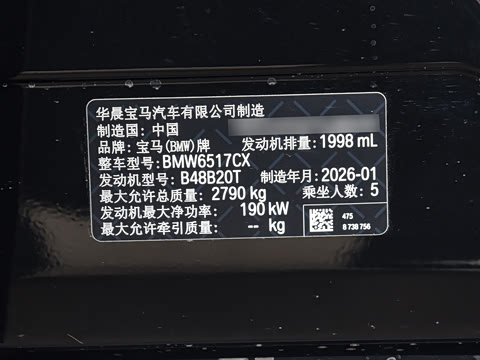 华晨宝马汽车有限公司制造
制造国：中国
品牌：宝马(BMW)牌 发动机排量：1998 mL
整车型号：BMW6517CX
发动机型号：B48B20T 制造年月：2026-01
最大允许总质量：2790 kg 乘坐人数：5
发动机最大净功率：190 kW
最大允许牵引质量：-- kg
475
8 738 756